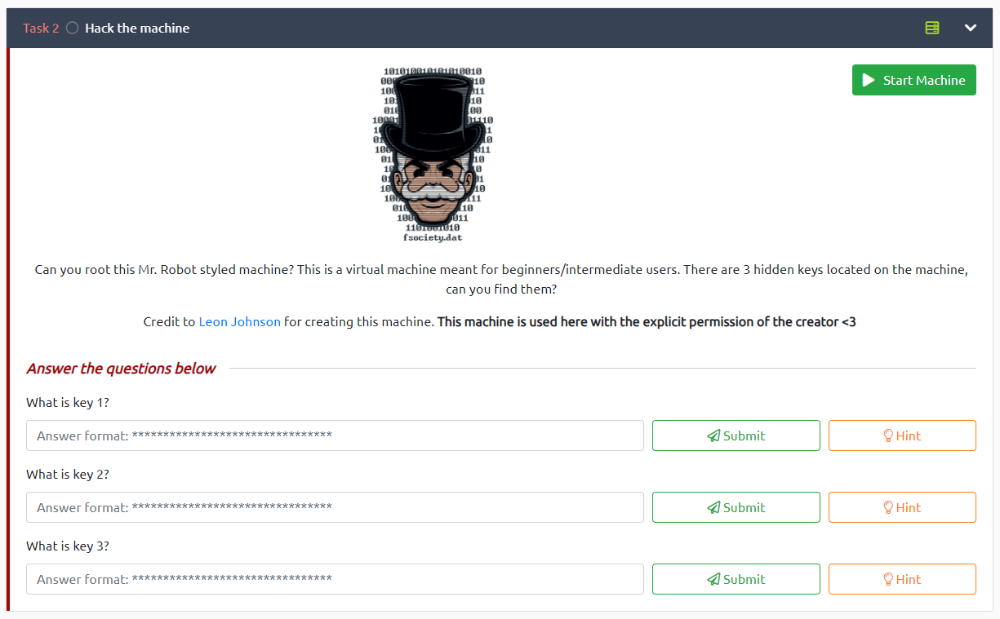 Task 2 Hack the machine
Start Machine
1010100101010010
fsociety.dat
Can you root this Mr. Robot styled machine? This is a virtual machine meant for beginners/intermediate users. There are 3 hidden keys located on the machine,
can you find them?
Credit to Leon Johnson for creating this machine. This machine is used here with the explicit permission of the creator <3
Answer the questions below
What is key 1?
Answer format: ********************************
Submit
Hint
What is key 2?
Answer format: ********************************
Submit
Hint
What is key 3?
Answer format: ********************************
Submit
Hint